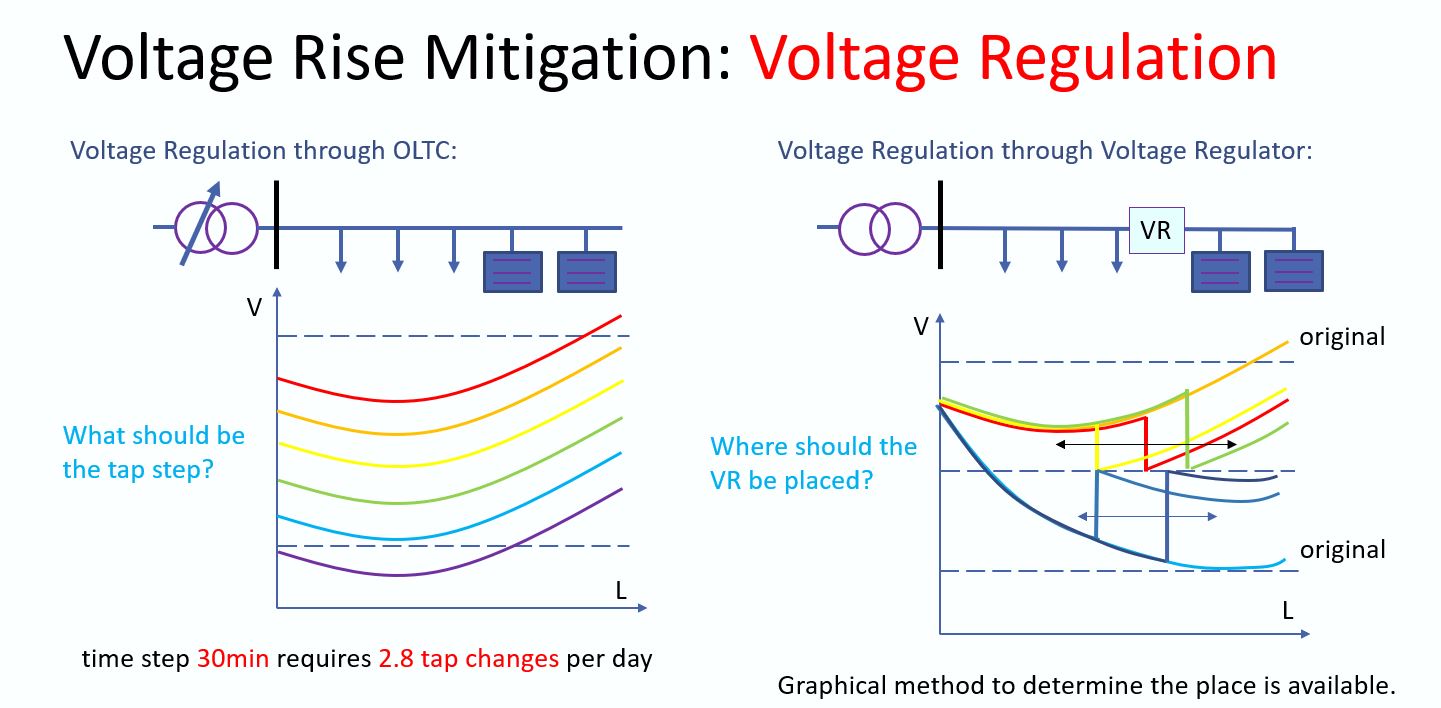 Voltage Rise Mitigation: Voltage Regulation
Voltage Regulation through OLTC:
V
What should be
the tap step?
L
time step 30min requires 2.8 tap changes per day
Voltage Regulation through Voltage Regulator:
VR
V
original
Where should the
VR be placed?
original
L
Graphical method to determine the place is available.